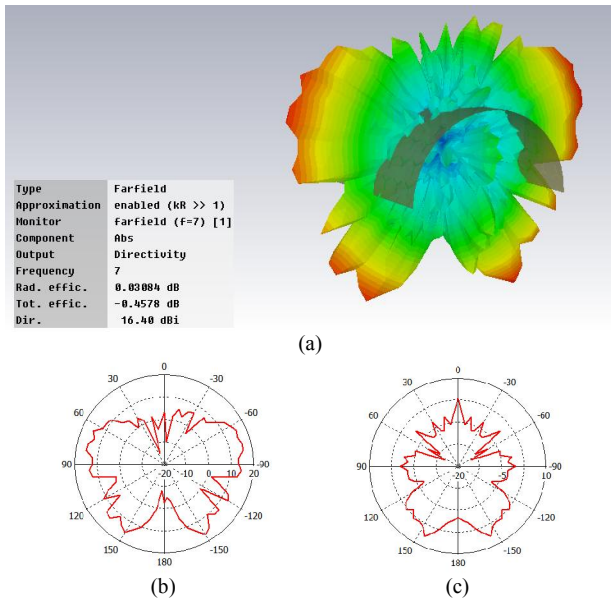 Type Farfield
Approximation enabled (kR >> 1)
Monitor farfield (f=7) [1]
Component Abs
Output Directivity
Frequency 7
Rad. effic. 0.03084 dB
Tot. effic. -0.4578 dB
Dir. 16.40 dBi
(a)
0
30 -30
60 -60
90 -20 -10 0 10 20 -90
120 -120
150 -150
180
(b)
0
30 -30
60 -60
90 -20 -5 10 -90
120 -120
150 -150
180
(c)